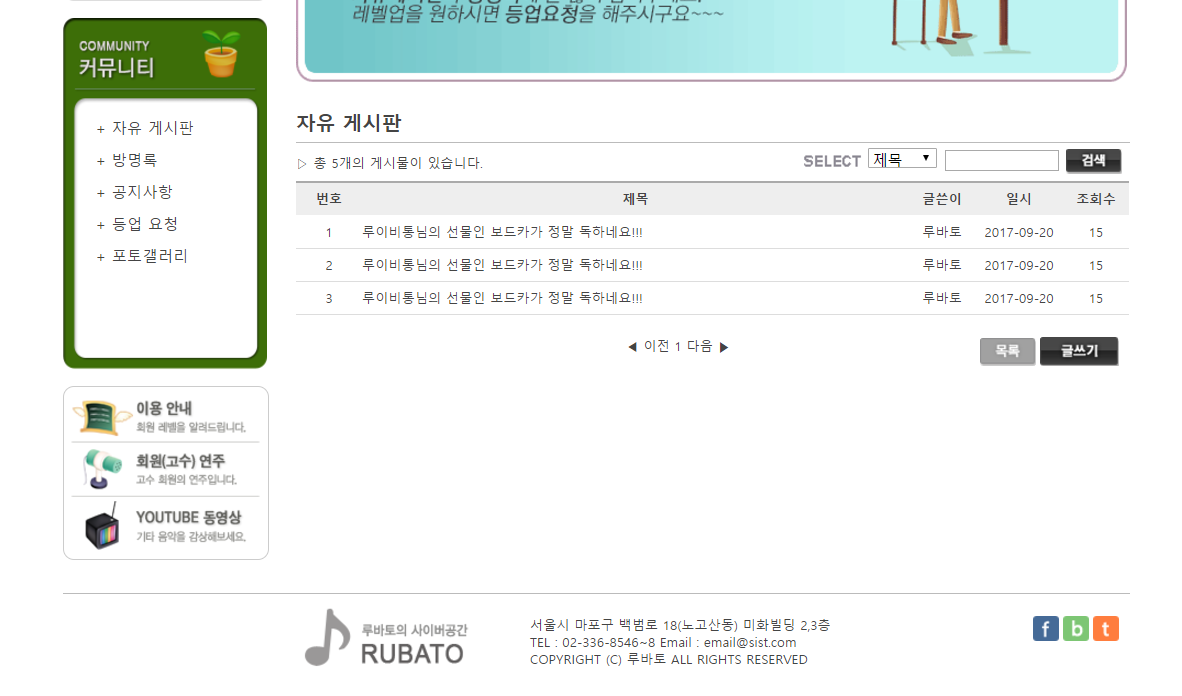 레벨업을 원하시면 등업요청을 해주시구요~~~
COMMUNITY
커뮤니티
+ 자유 게시판
+ 방명록
+ 공지사항
+ 등업 요청
+ 포토갤러리
이용 안내
회원 레벨을 알려드립니다.
회원(고수) 연주
고수 회원의 연주입니다.
YOUTUBE 동영상
기타 음악을 감상해보세요.
자유 게시판
▷ 총 5개의 게시물이 있습니다.
SELECT 제목 ▼ 검색
번호 제목 글쓴이 일시 조회수
1 루이비통님의 선물인 보드카가 정말 독하네요!!! 루바토 2017-09-20 15
2 루이비통님의 선물인 보드카가 정말 독하네요!!! 루바토 2017-09-20 15
3 루이비통님의 선물인 보드카가 정말 독하네요!!! 루바토 2017-09-20 15
◀ 이전 1 다음 ▶
목록 글쓰기
루바토의 사이버공간
RUBATO
서울시 마포구 백범로 18(노고산동) 미화빌딩 2,3층
TEL : 02-336-8546~8 Email : email@sist.com
COPYRIGHT (C) 루바토 ALL RIGHTS RESERVED
f b t